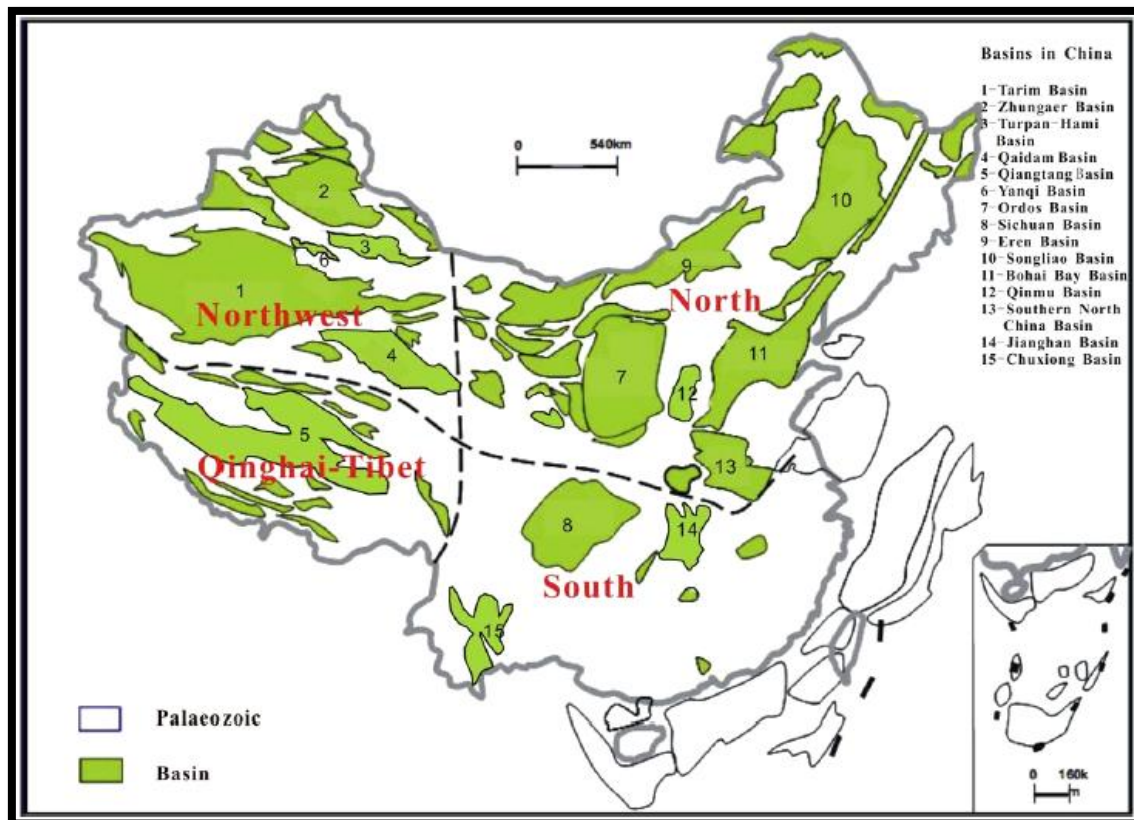 Basins in China
1-Tarim Basin
2-Zhungaer Basin
3-Turpan-Hami
Basin
4-Qaidam Basin
5-Qiangtang Basin
6-Yanqi Basin
7-Ordos Basin
8-Sichuan Basin
9-Eren Basin
10-Songliao Basin
11-Bohai Bay Basin
12-Qinmu Basin
13-Southern North
China Basin
14-Jianghan Basin
15-Chuxiong Basin
0 540km
2
10
3
6
9
1
North
Northwest
4
11
7
12
5
Qinghai-Tibet
13
8
14
South
15
Palaeozoic
Basin
0 160k
m